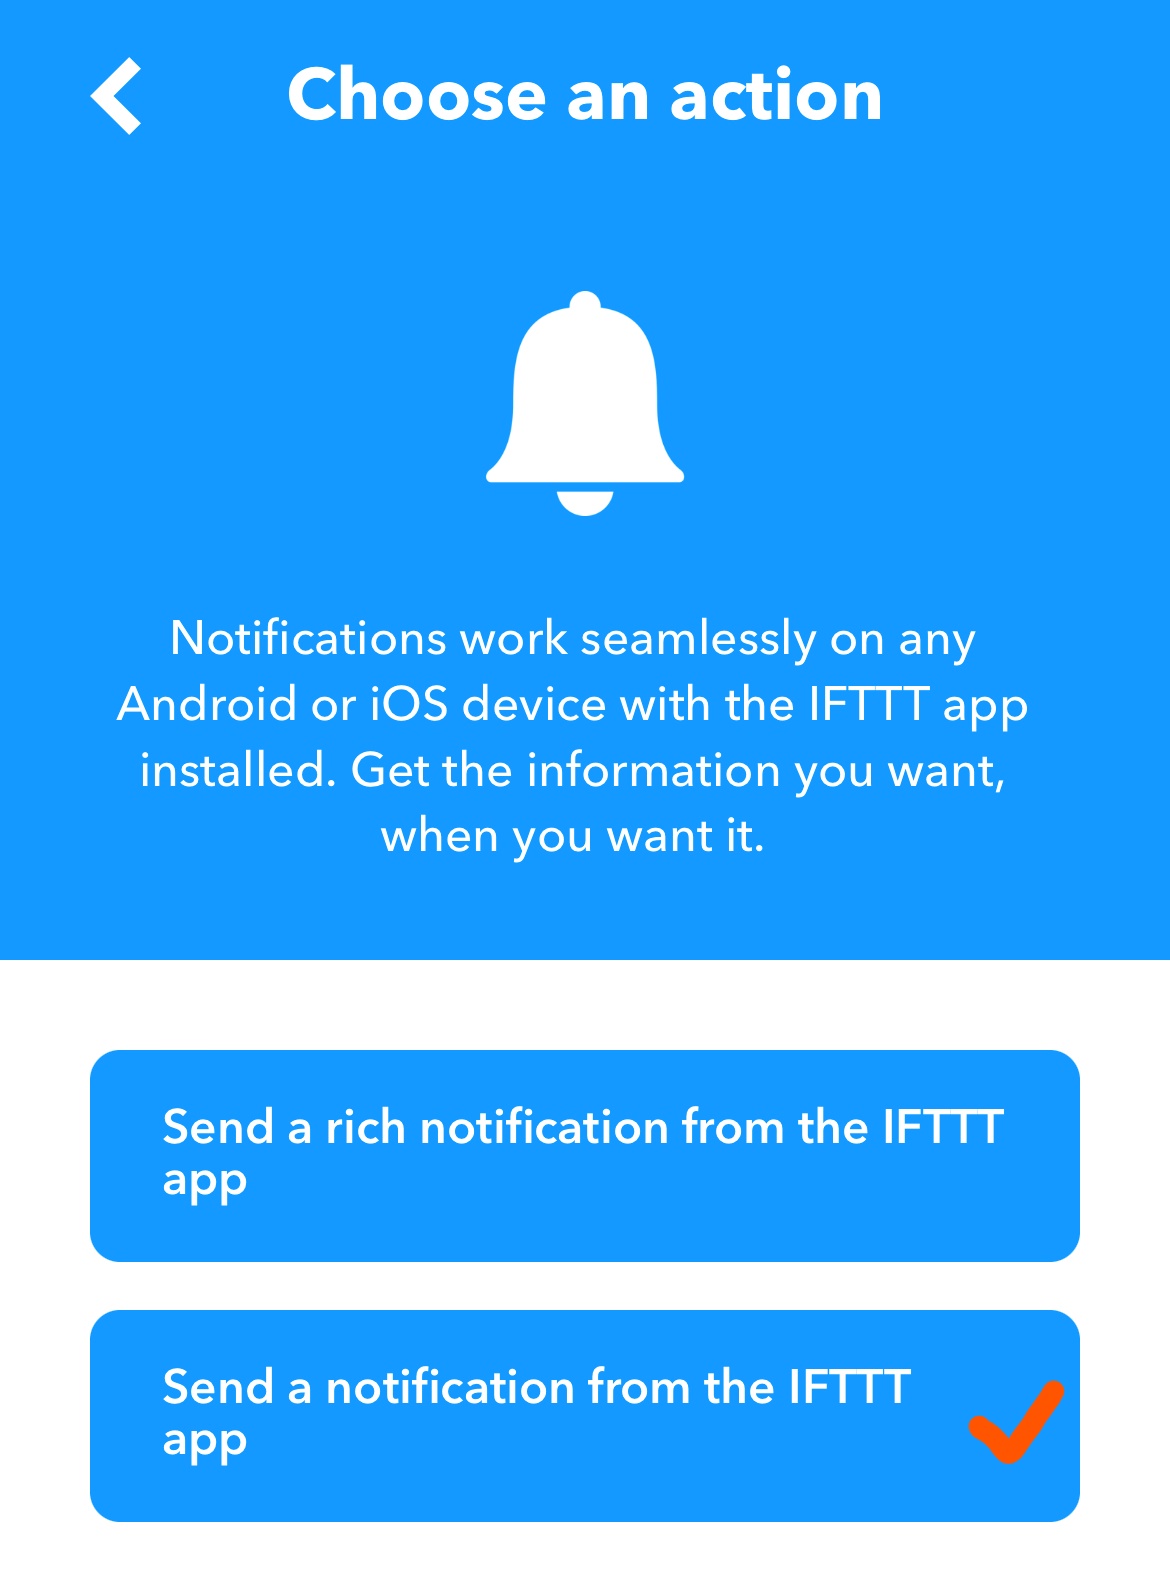 Choose an action
Notifications work seamlessly on any
Android or iOS device with the IFTTT app
installed. Get the information you want,
when you want it.
Send a rich notification from the IFTTT
app
Send a notification from the IFTTT
app